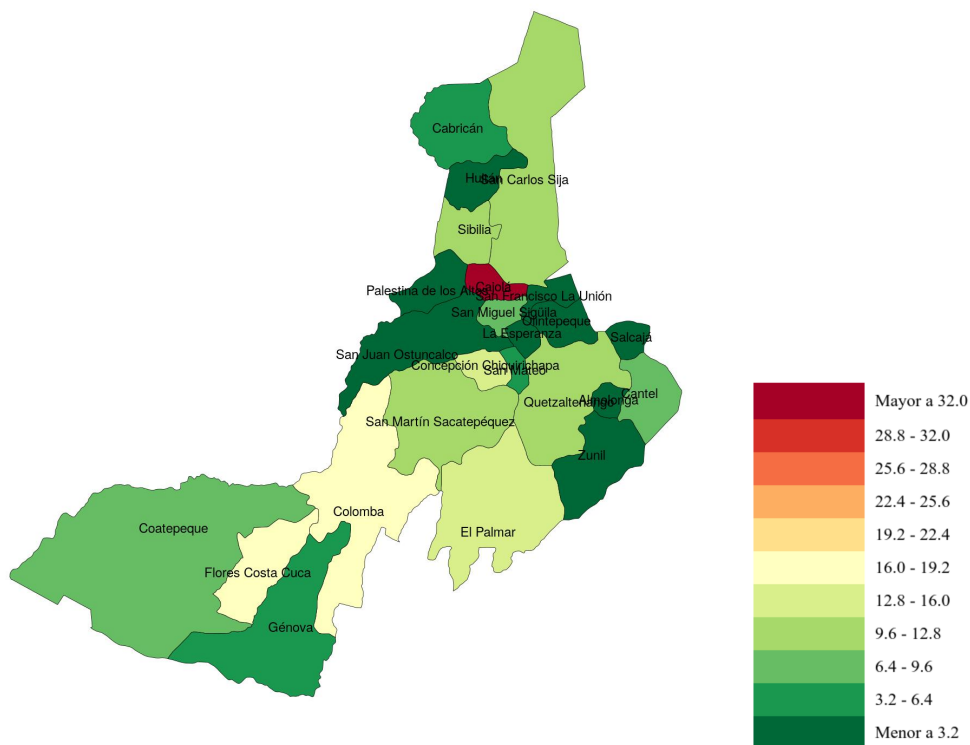 Cabricán
Huitán
San Carlos Sija
Sibilia
Cajolá
Palestina de los Altos
San Francisco La Unión
San Miguel Sigüila
Olintepeque
La Esperanza
Salcajá
San Juan Ostuncalco
Concepción Chiquirichapa
San Mateo
Cantel
Quetzaltenango
Almolonga
San Martín Sacatepéquez
Zunil
Colomba
Coatepeque
El Palmar
Flores Costa Cuca
Génova
Mayor a 32.0
28.8 - 32.0
25.6 - 28.8
22.4 - 25.6
19.2 - 22.4
16.0 - 19.2
12.8 - 16.0
9.6 - 12.8
6.4 - 9.6
3.2 - 6.4
Menor a 3.2